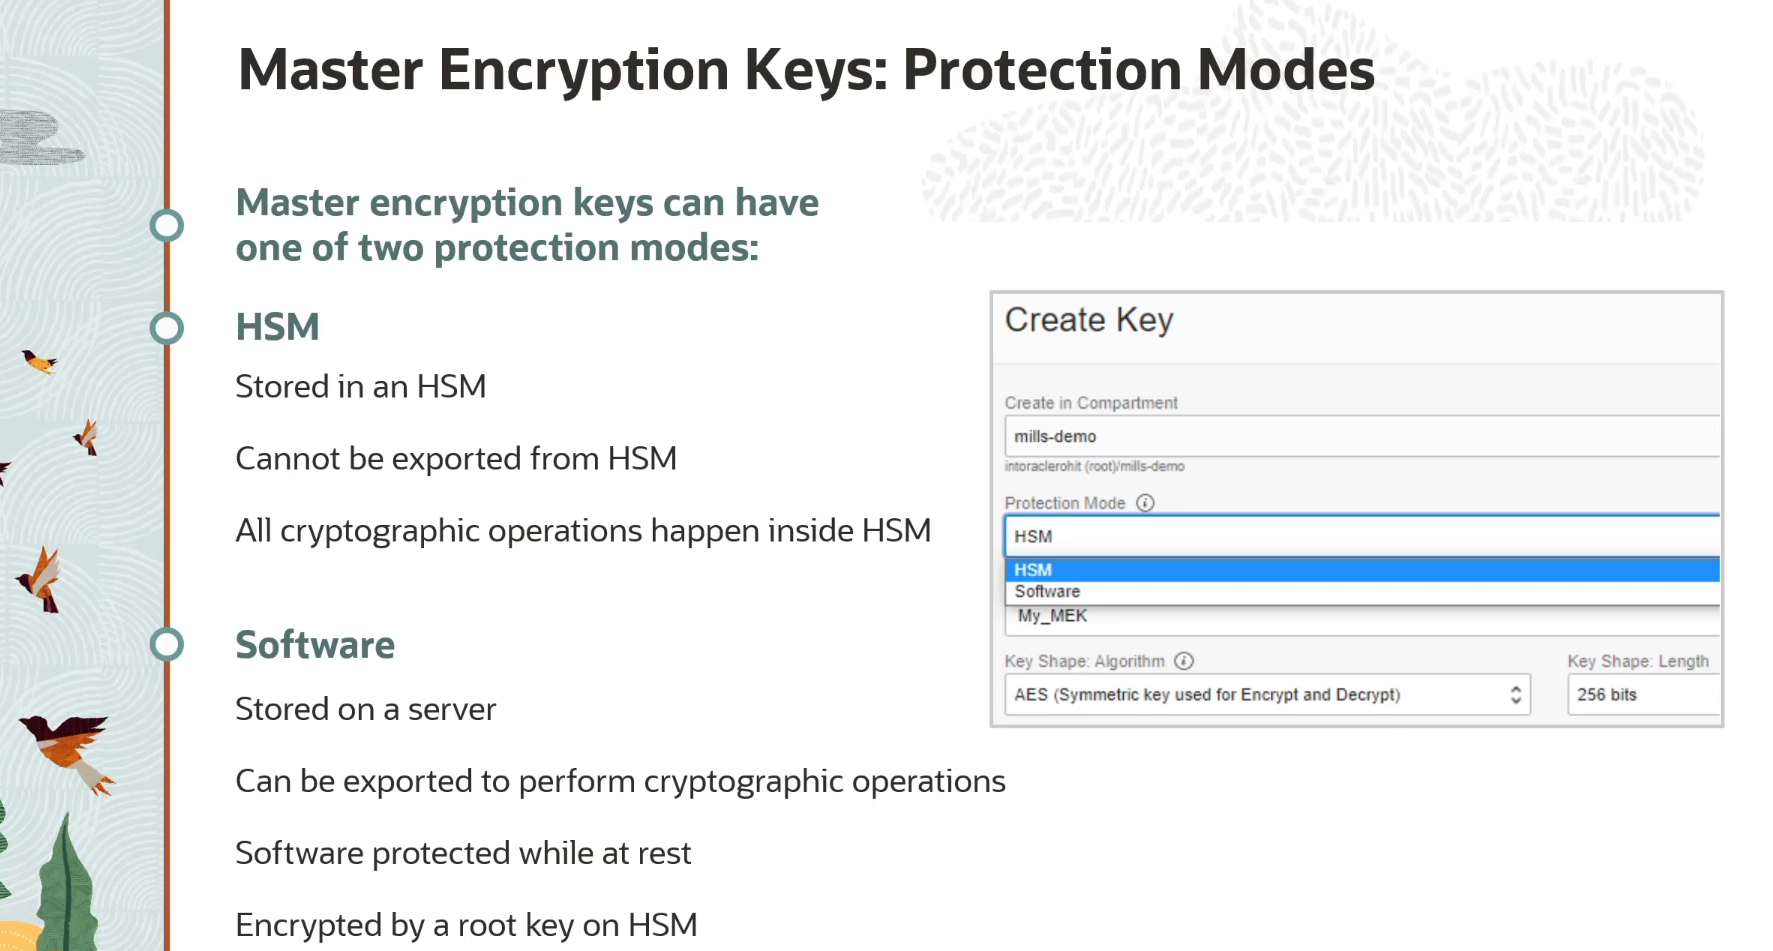 Master Encryption Keys: Protection Modes
Master encryption keys can have
one of two protection modes:
HSM
Stored in an HSM
Cannot be exported from HSM
All cryptographic operations happen inside HSM
Software
Stored on a server
Can be exported to perform cryptographic operations
Software protected while at rest
Encrypted by a root key on HSM
Create Key
Create in Compartment
mills-demo
intoraclerohit (root)/mills-demo
Protection Mode
HSM
HSM
Software
My_MEK
Key Shape: Algorithm
AES (Symmetric key used for Encrypt and Decrypt)
Key Shape: Length
256 bits